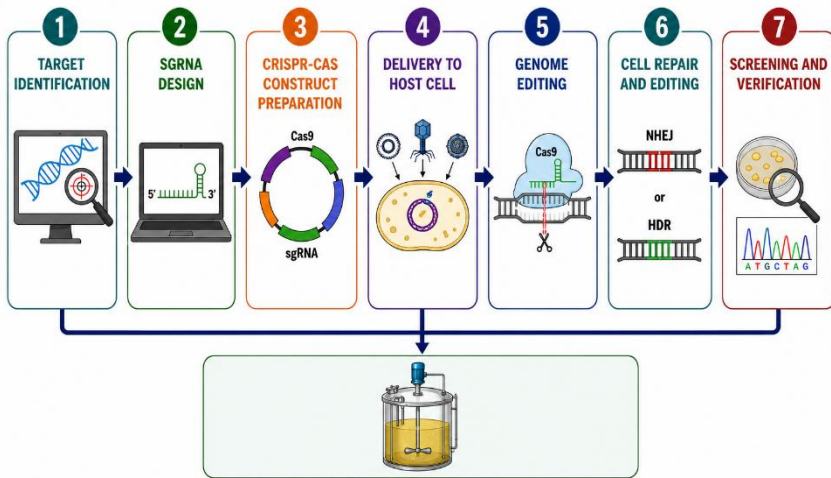 1
TARGET
IDENTIFICATION
2
SGRNA
DESIGN
5'
3'
3
CRISPR-CAS
CONSTRUCT
PREPARATION
Cas9
sgRNA
4
DELIVERY TO
HOST CELL
5
GENOME
EDITING
Cas9
6
CELL REPAIR
AND EDITING
NHEJ
or
HDR
7
SCREENING AND
VERIFICATION
A T G C T A G